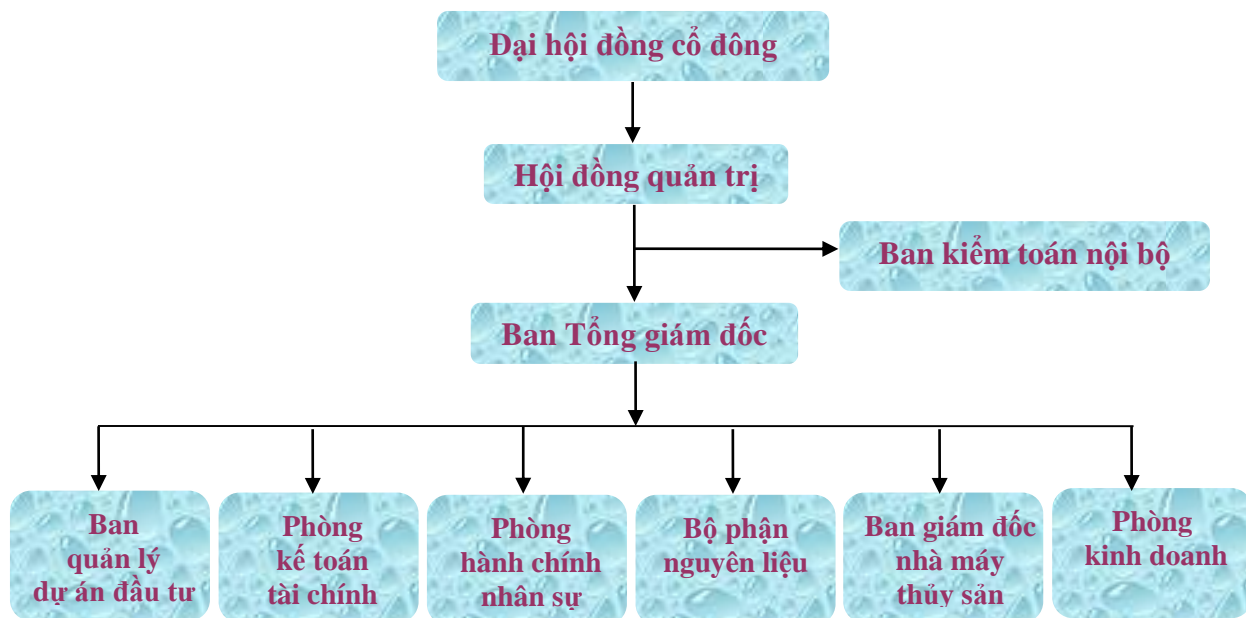 Đại hội đồng cổ đông
Hội đồng quản trị
Ban kiểm toán nội bộ
Ban Tổng giám đốc
Ban
quản lý
dự án đầu tư
Phòng
kế toán
tài chính
Phòng
hành chính
nhân sự
Bộ phận
nguyên liệu
Ban giám đốc
nhà máy
thủy sản
Phòng
kinh doanh